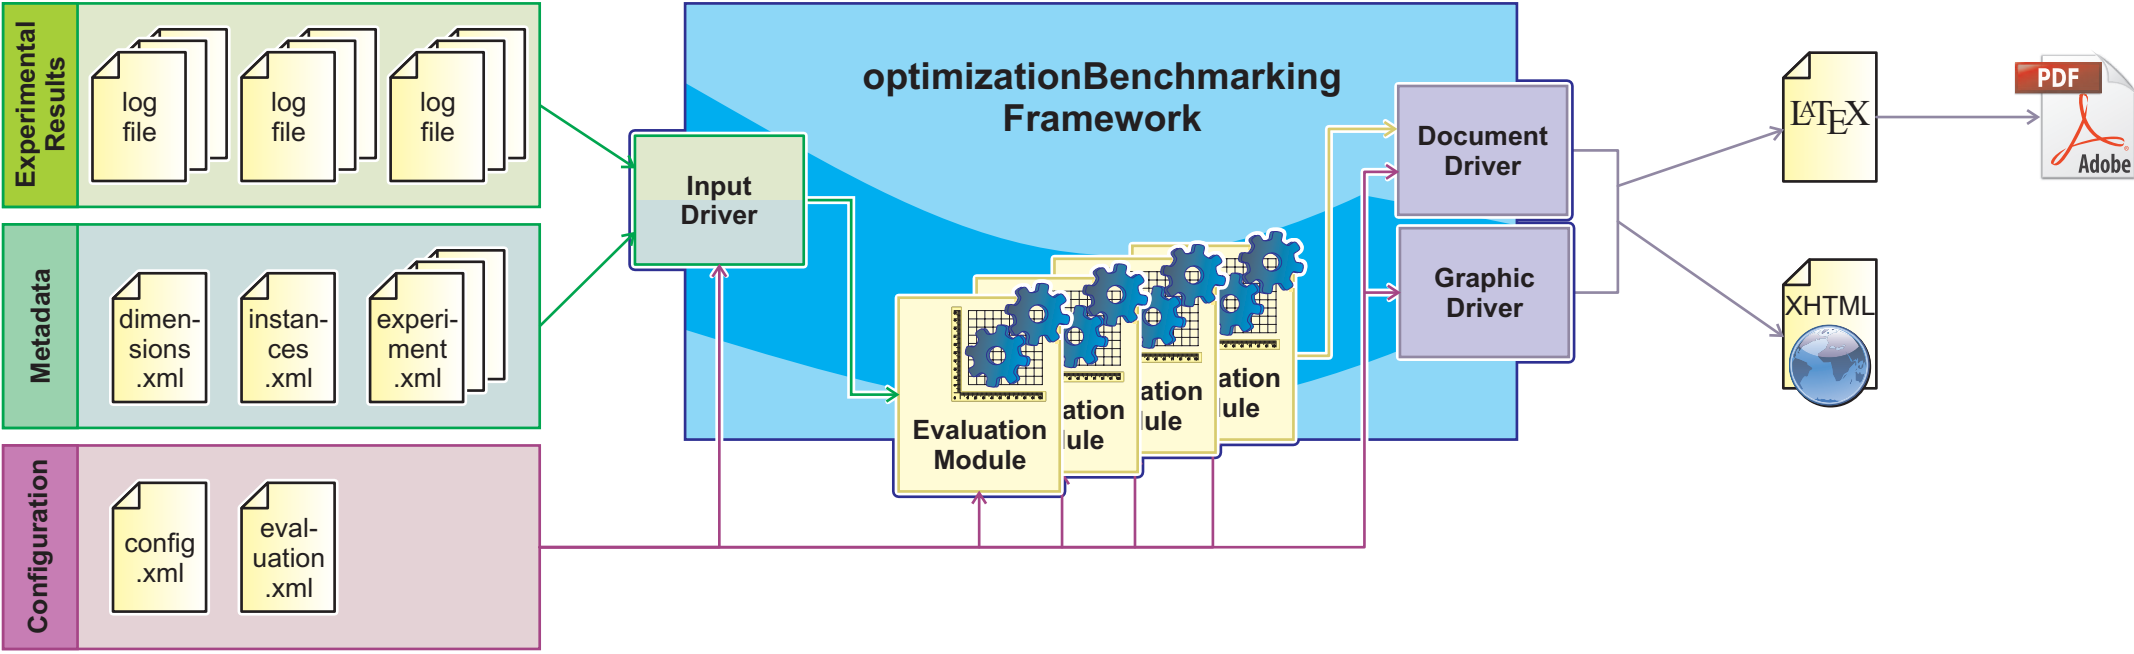 Experimental
Results
log
file
log
file
log
file
Metadata
dimen-
sions
.xml
instan-
ces
.xml
experi-
ment
.xml
Configuration
config
.xml
eval-
uation
.xml
optimizationBenchmarking
Framework
Input
Driver
Evaluation
Module
ation
ule
ation
lule
ation
lule
Document
Driver
Graphic
Driver
LATEX
XHTML
PDF
Adobe